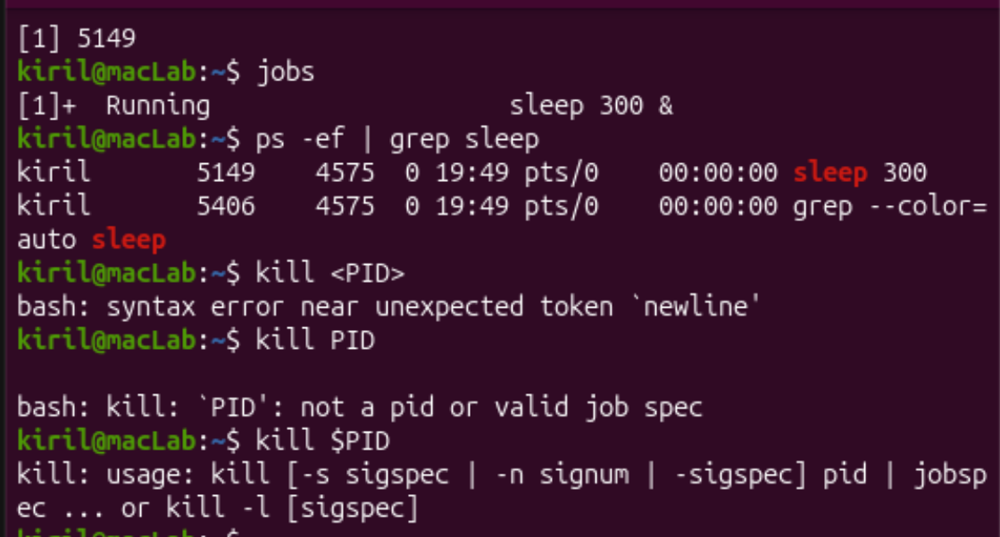 [1] 5149
kiril@macLab:~$ jobs
[1]+  Running                    sleep 300 &
kiril@macLab:~$ ps -ef | grep sleep
kiril       5149    4575  0 19:49 pts/0    00:00:00 sleep 300
kiril       5406    4575  0 19:49 pts/0    00:00:00 grep --color=
auto sleep
kiril@macLab:~$ kill <PID>
bash: syntax error near unexpected token `newline'
kiril@macLab:~$ kill PID
bash: kill: `PID': not a pid or valid job spec
kiril@macLab:~$ kill $PID
kill: usage: kill [-s sigspec | -n signum | -sigspec] pid | jobsp
ec ... or kill -l [sigspec]